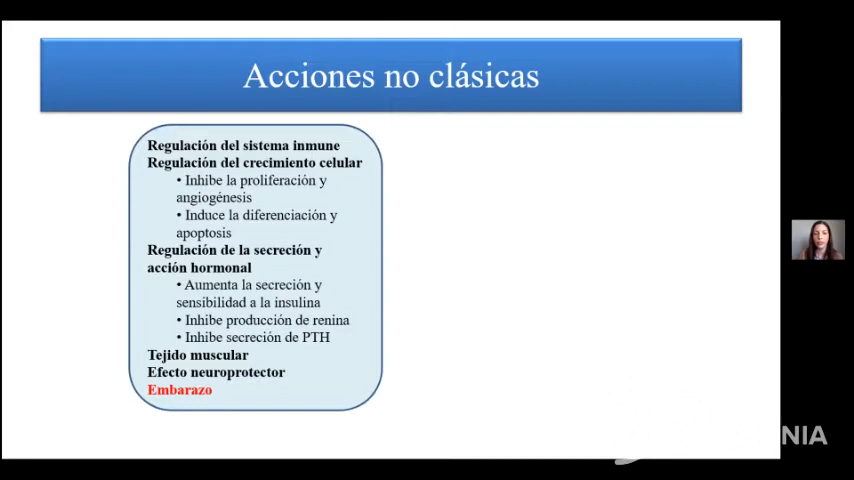 Acciones no clásicas
Regulación del sistema inmune
Regulación del crecimiento celular
• Inhibe la proliferación y
angiogénesis
• Induce la diferenciación y
apoptosis
Regulación de la secreción y
acción hormonal
• Aumenta la secreción y
sensibilidad a la insulina
• Inhibe producción de renina
• Inhibe secreción de PTH
Tejido muscular
Efecto neuroprotector
Embarazo
NIA